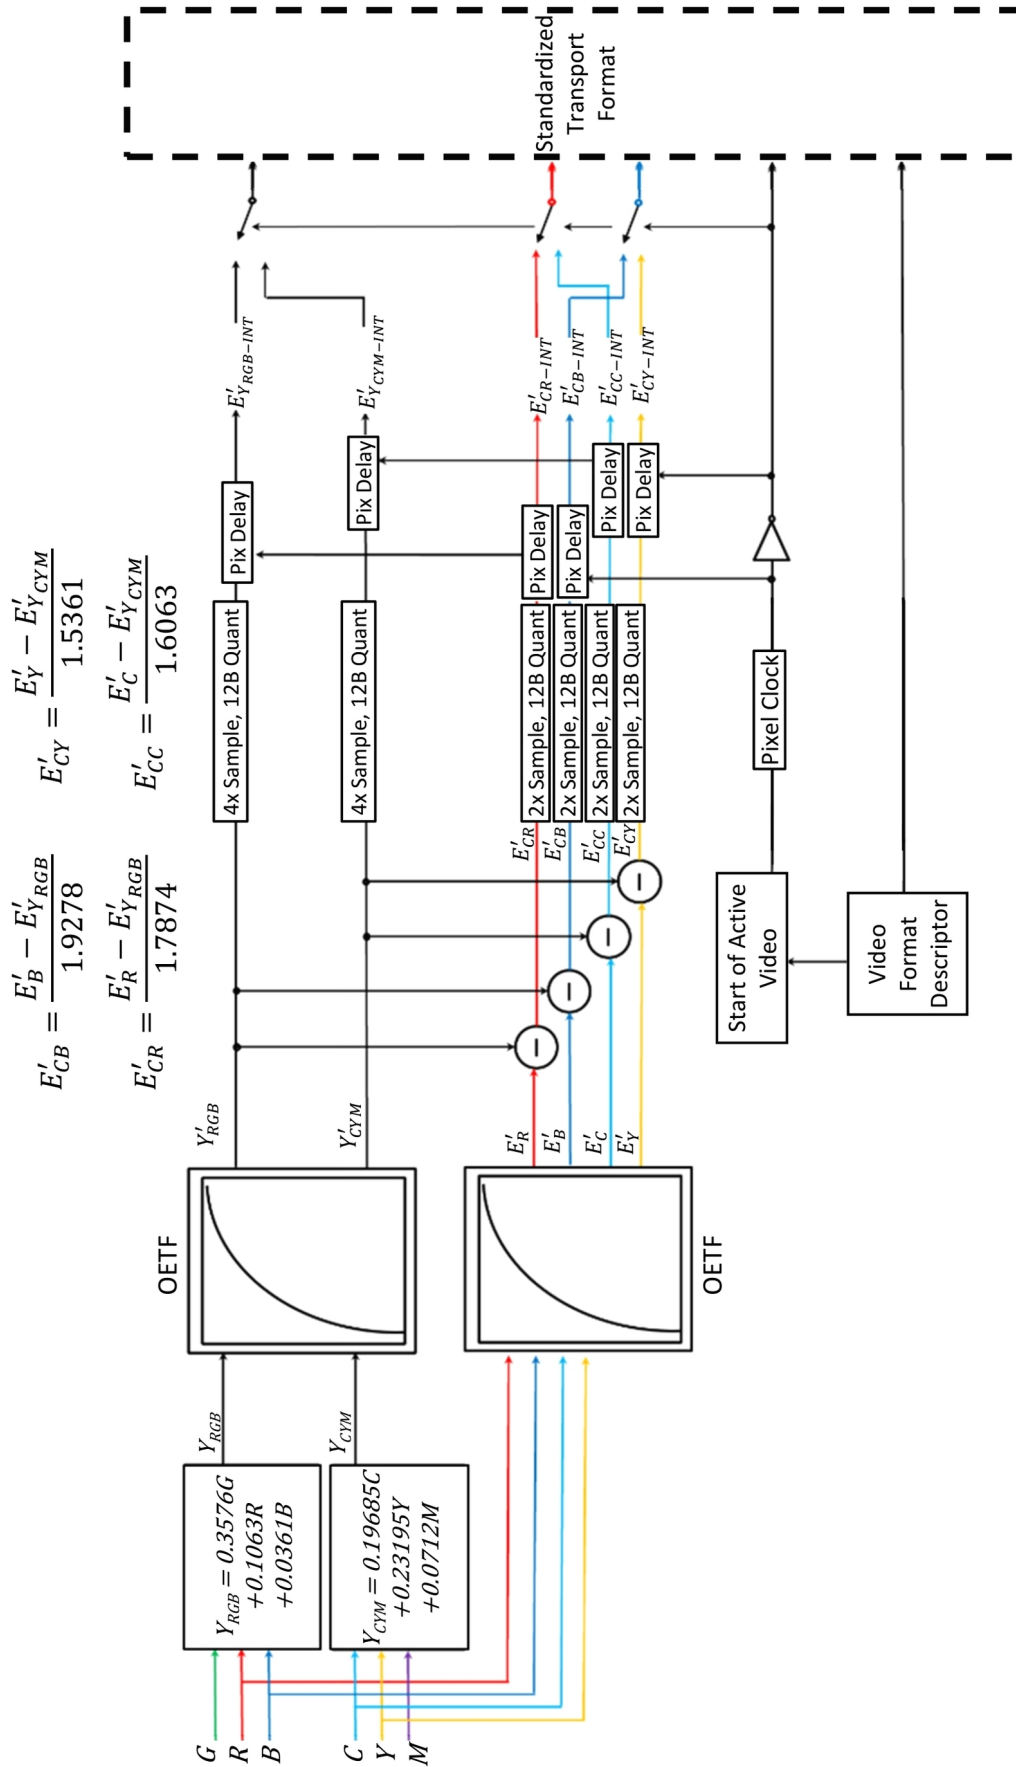 E′_CB = (E′_B − E′_Y_RGB) / 1.9278
E′_CY = (E′_Y − E′_Y_CYM) / 1.5361
E′_CR = (E′_R − E′_Y_RGB) / 1.7874
E′_CC = (E′_C − E′_Y_CYM) / 1.6063
G
R
B
C
Y
M
Y_RGB = 0.3576G
+0.1063R
+0.0361B
Y_CYM = 0.19685C
+0.23195Y
+0.0712M
Y_RGB
Y_CYM
OETF
OETF
Y′_RGB
Y′_CYM
E′_R
E′_B
E′_C
E′_Y
−
−
−
−
E′_CR
E′_CB
E′_CC
E′_CY
4x Sample, 12B Quant
4x Sample, 12B Quant
2x Sample, 12B Quant
2x Sample, 12B Quant
2x Sample, 12B Quant
2x Sample, 12B Quant
Pix Delay
Pix Delay
Pix Delay
Pix Delay
Pix Delay
Pix Delay
E′_Y_RGB−INT
E′_Y_CYM−INT
E′_CR−INT
E′_CB−INT
E′_CC−INT
E′_CY−INT
Start of Active
Video
Pixel Clock
Video
Format
Descriptor
Standardized
Transport
Format